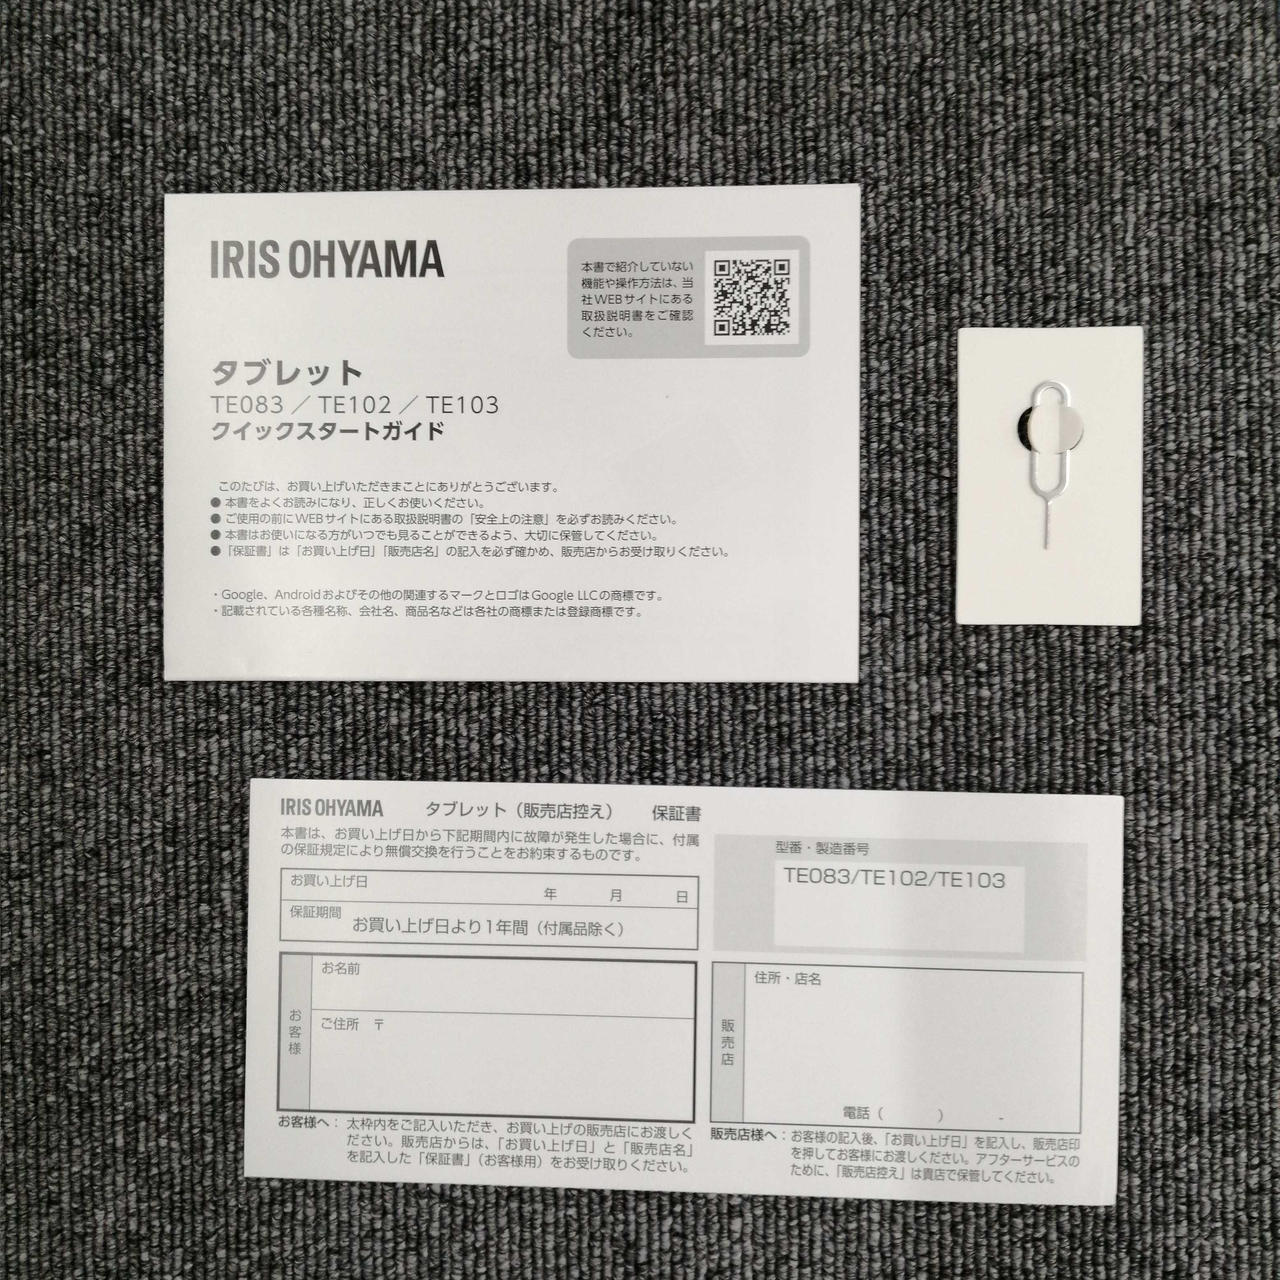 IRIS OHYAMA
本書で紹介していない
機能や操作方法は、当
社WEBサイトにある
取扱説明書をご確認
ください。
タブレット
TE083／TE102／TE103
クイックスタートガイド
このたびは、お買い上げいただきまことにありがとうございます。
●本書をよくお読みになり、正しくお使いください。
●ご使用の前にWEBサイトにある取扱説明書の「安全上の注意」を必ずお読みください。
●本書はお使いになる方がいつでも見ることができるよう、大切に保管してください。
●「保証書」は「お買い上げ日」「販売店名」の記入を必ず確かめ、販売店からお受け取りください。
・Google、Androidおよびその他の関連するマークとロゴはGoogle LLCの商標です。
・記載されている各種名称、会社名、商品名などは各社の商標または登録商標です。
IRIS OHYAMA タブレット（販売店控え） 保証書
本書は、お買い上げ日から下記期間内に故障が発生した場合に、付属
の保証規定により無償交換を行うことをお約束するものです。
お買い上げ日 年 月 日
保証期間 お買い上げ日より1年間（付属品除く）
お客様
お名前
ご住所 〒
お客様へ：太枠内をご記入いただき、お買い上げの販売店にお渡しく
ださい。販売店からは、「お買い上げ日」と「販売店名」
を記入した「保証書」（お客様用）をお受け取りください。
型番・製造番号
TE083/TE102/TE103
販売店
住所・店名
電話（ ） -
販売店様へ：お客様の記入後、「お買い上げ日」を記入し、販売店印
を押してお客様にお渡しください。アフターサービスの
ために、「販売店控え」は貴店で保管してください。